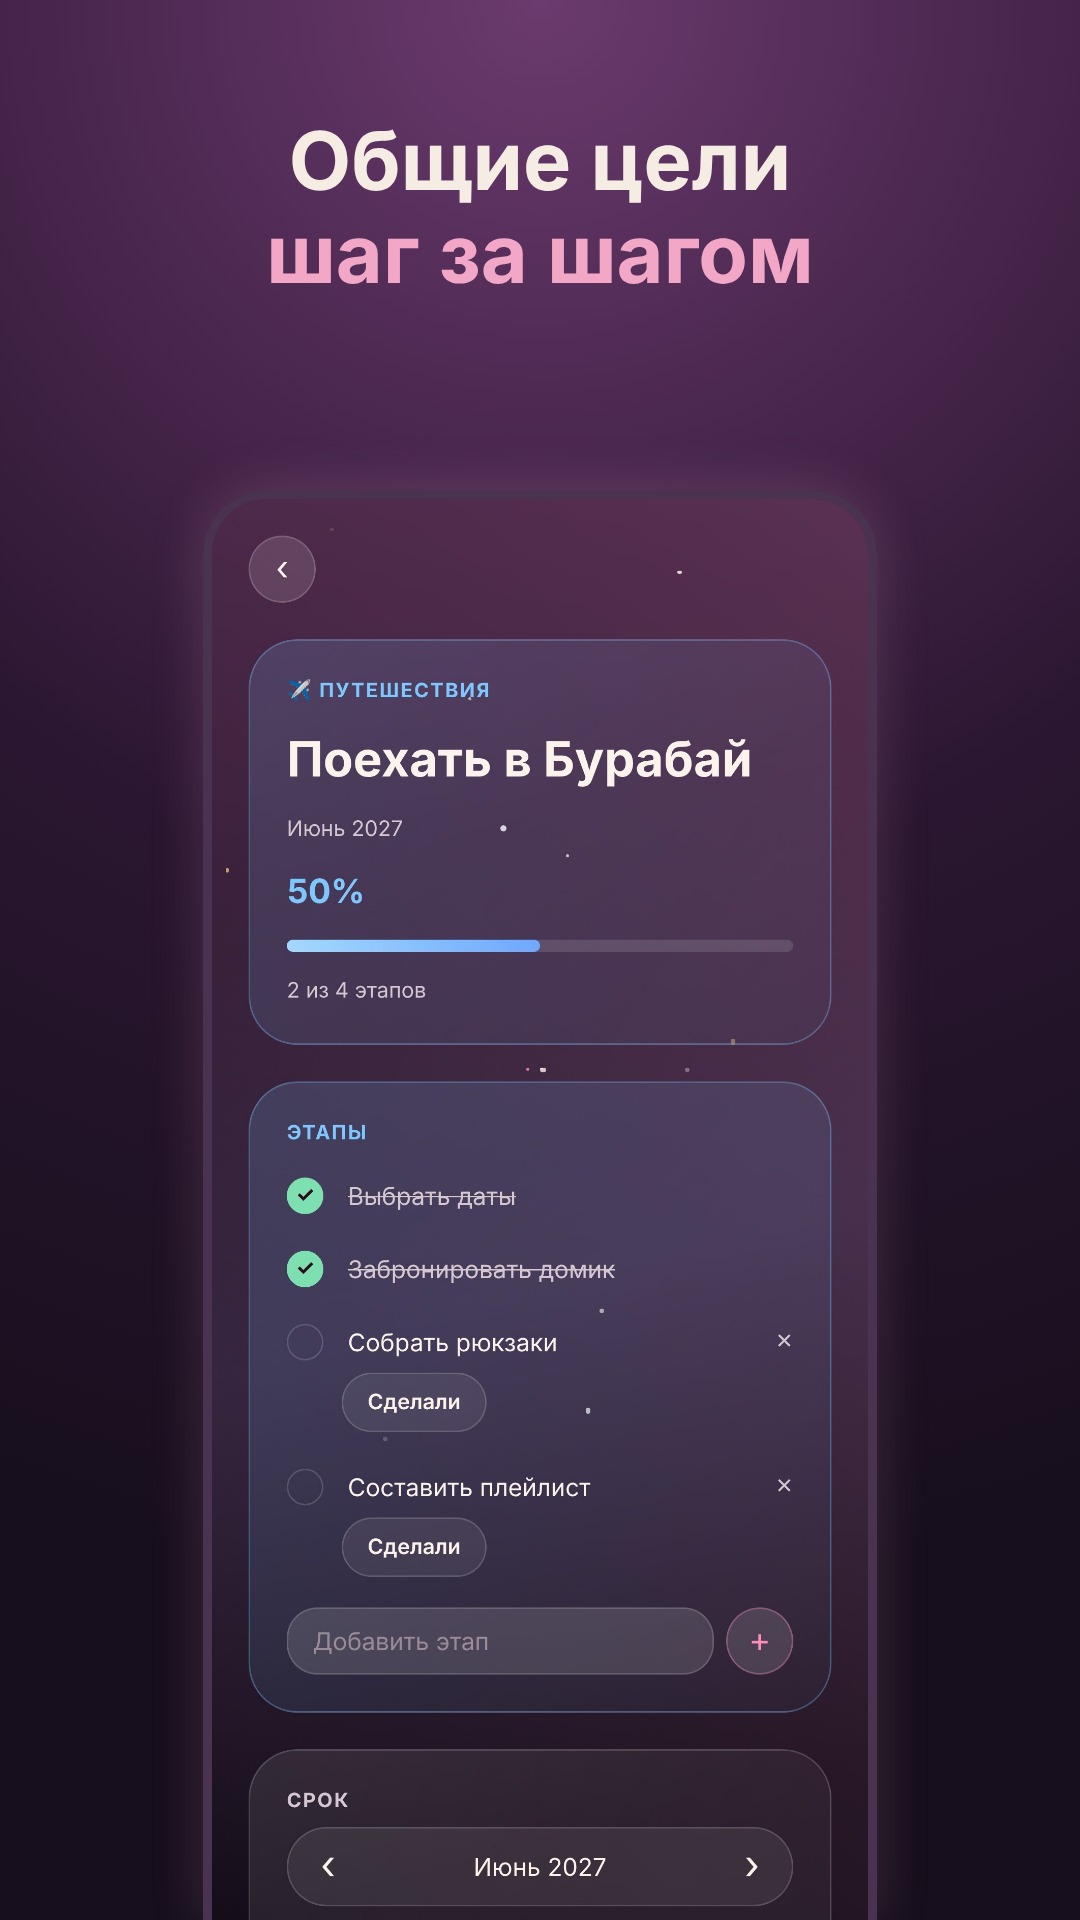 Общие цели
шаг за шагом
ПУТЕШЕСТВИЯ
Поехать в Бурабай
Июнь 2027
50%
2 из 4 этапов
ЭТАПЫ
Выбрать даты
Забронировать домик
Собрать рюкзаки
Сделали
Составить плейлист
Сделали
Добавить этап
СРОК
Июнь 2027